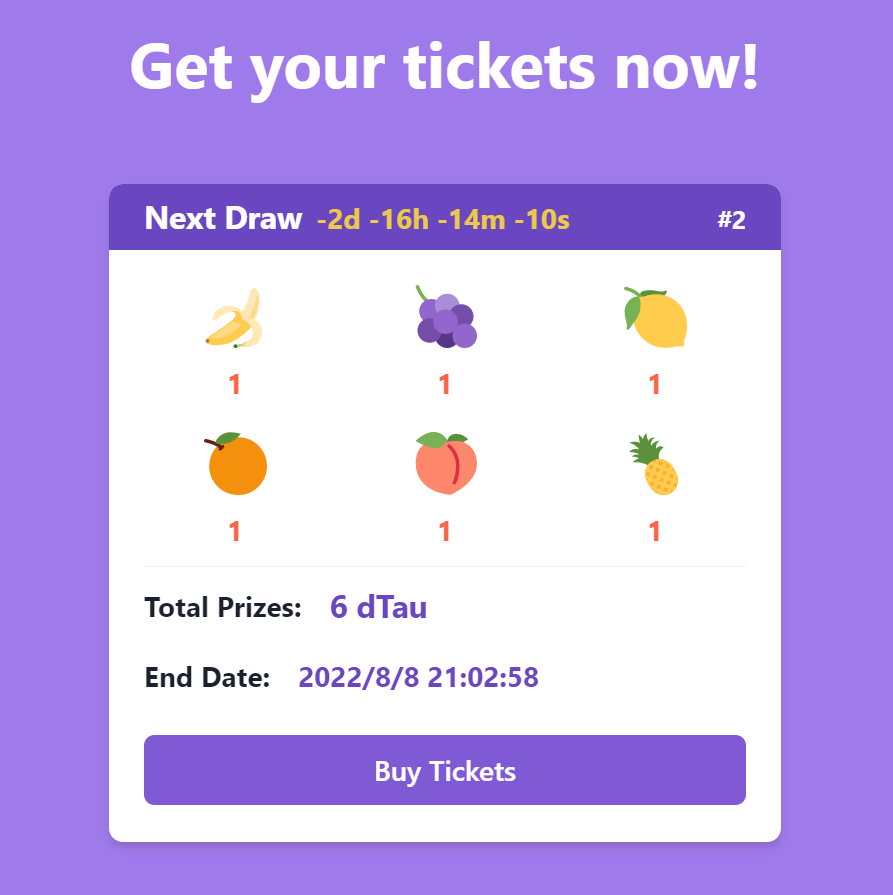 Get your tickets now!
Next Draw -2d -16h -14m -10s #2
1 1 1
1 1 1
Total Prizes: 6 dTau
End Date: 2022/8/8 21:02:58
Buy Tickets